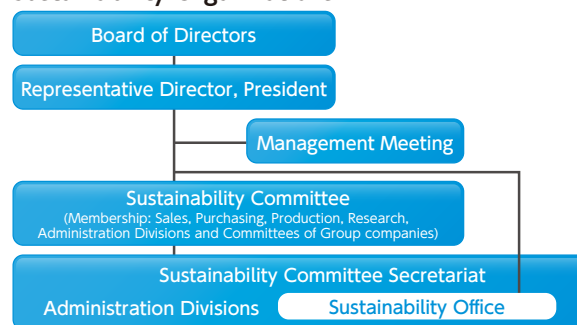 Board of Directors
Representative Director, President
Management Meeting
Sustainability Committee
(Membership: Sales, Purchasing, Production, Research,
Administration Divisions and Committees of Group companies)
Sustainability Committee Secretariat
Administration Divisions
Sustainability Office